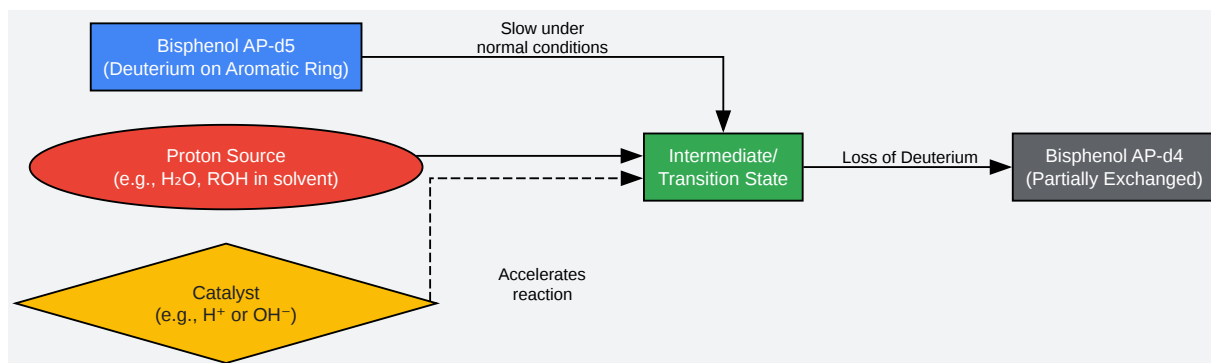 Bisphenol AP-d5
(Deuterium on Aromatic Ring)
Slow under
normal conditions
Proton Source
(e.g., H₂O, ROH in solvent)
Intermediate/
Transition State
Loss of Deuterium
Bisphenol AP-d4
(Partially Exchanged)
Catalyst
(e.g., H⁺ or OH⁻)
Accelerates
reaction